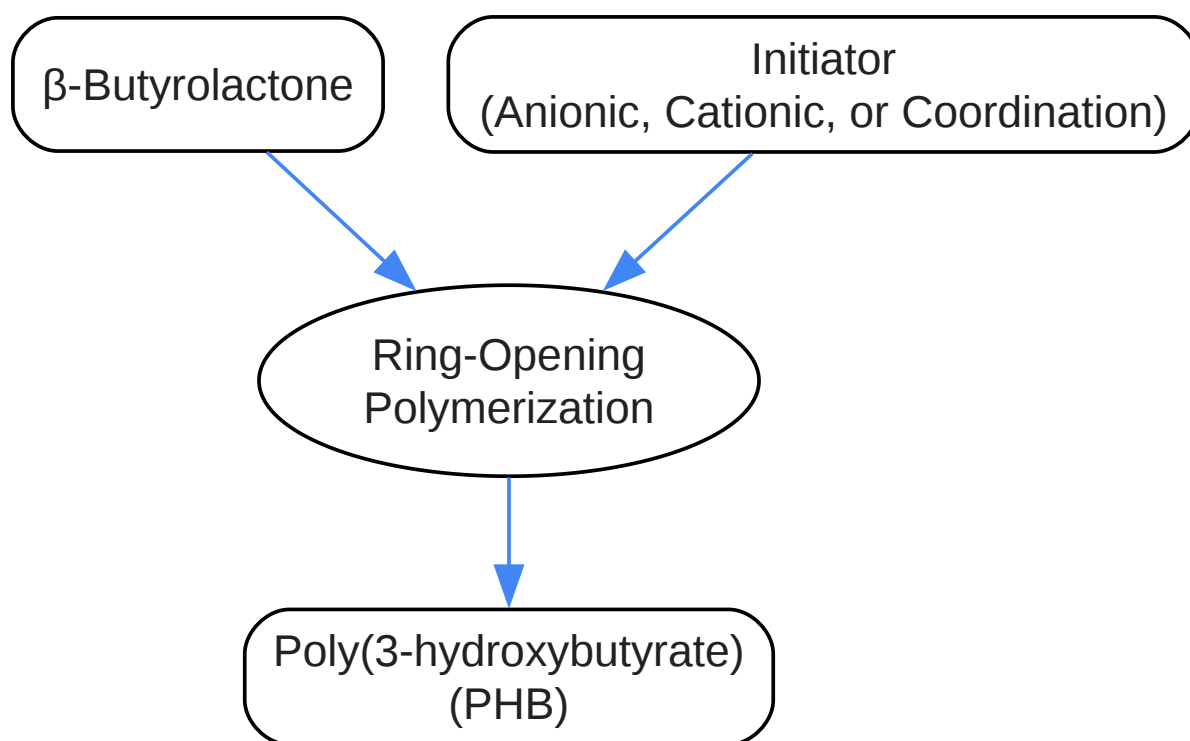 β-Butyrolactone
Initiator
(Anionic, Cationic, or Coordination)
Ring-Opening
Polymerization
Poly(3-hydroxybutyrate)
(PHB)